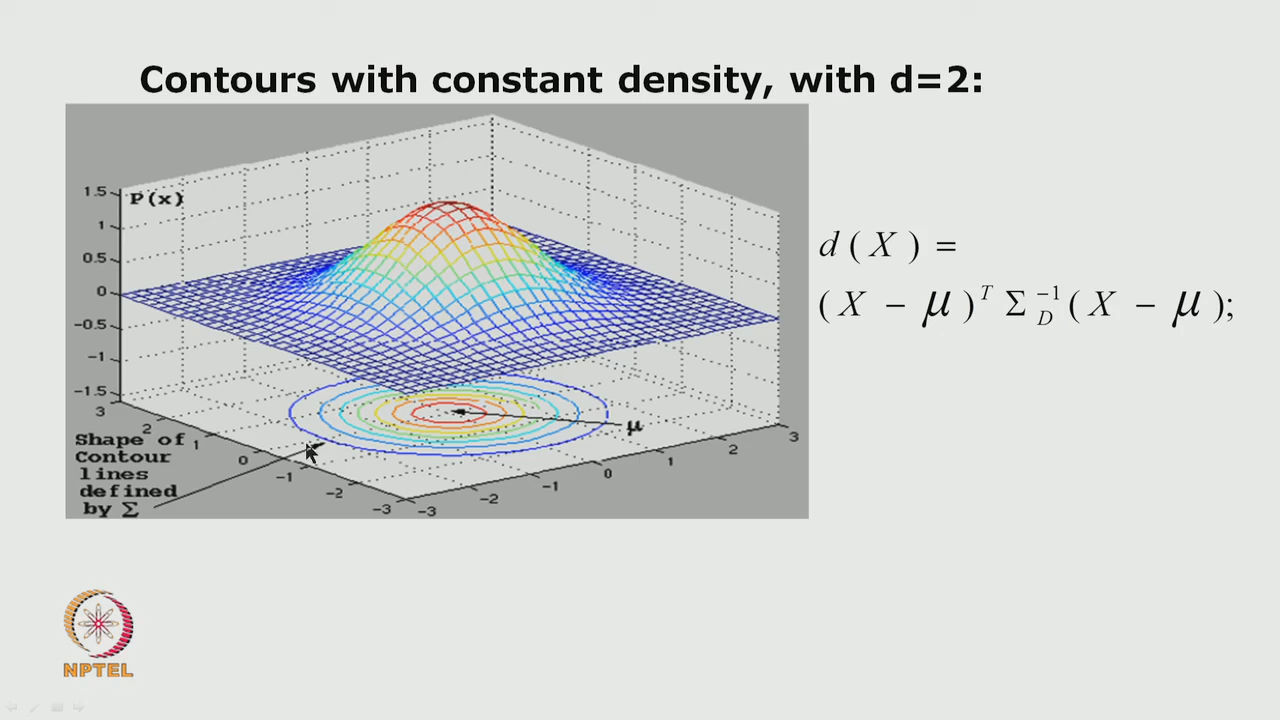 Contours with constant density, with d=2:
P(x)
1.5
1
0.5
0
-0.5
-1
-1.5
3
2
1
0
-1
-2
-3
-3
-2
-1
0
1
2
3
μ
Shape of
Contour
lines
defined
by Σ
d ( X ) =
( X − μ )^T Σ_D^{−1} ( X − μ );
NPTEL